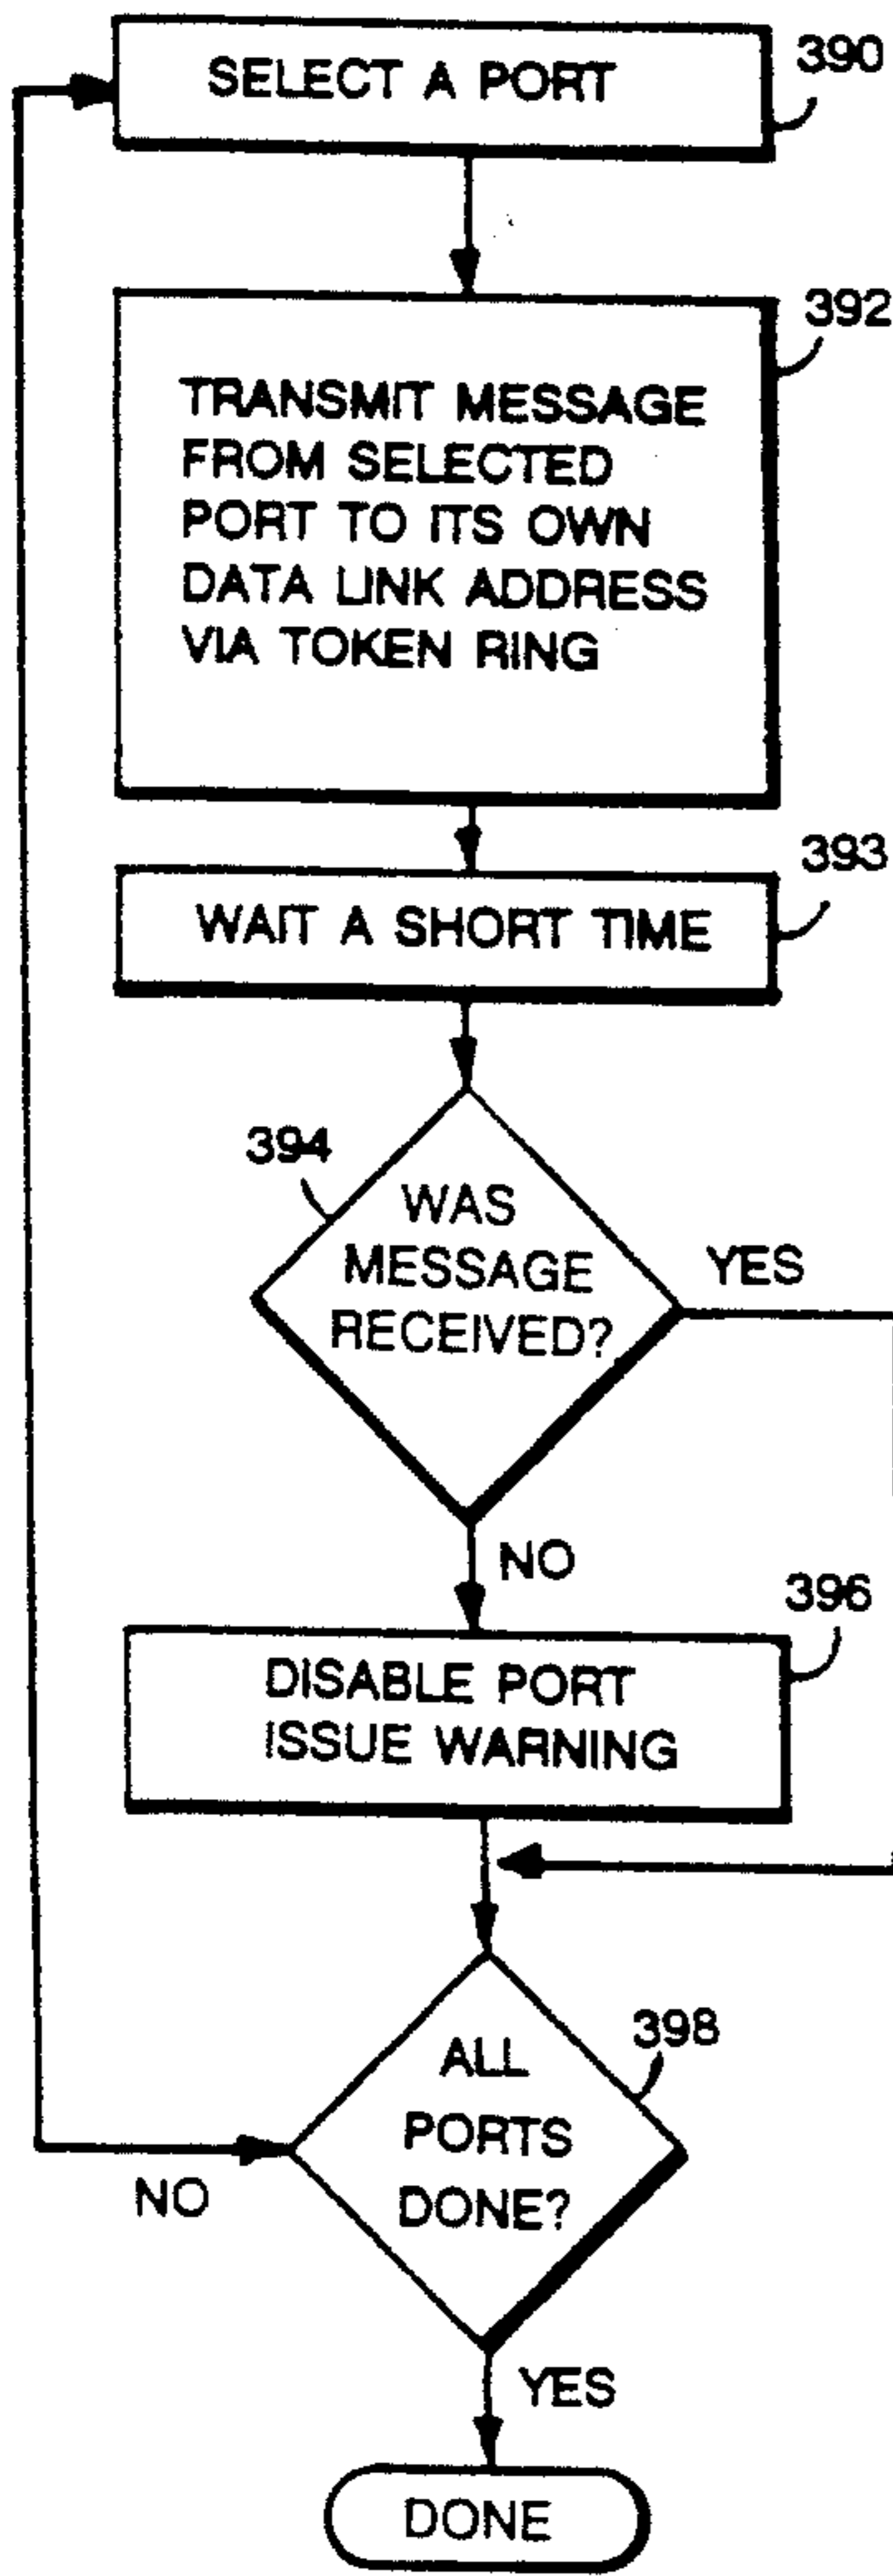 SELECT A PORT
390
392
TRANSMIT MESSAGE
FROM SELECTED
PORT TO ITS OWN
DATA LINK ADDRESS
VIA TOKEN RING
393
WAIT A SHORT TIME
394
WAS
MESSAGE
RECEIVED?
YES
NO
396
DISABLE PORT
ISSUE WARNING
398
ALL
PORTS
DONE?
NO
YES
DONE